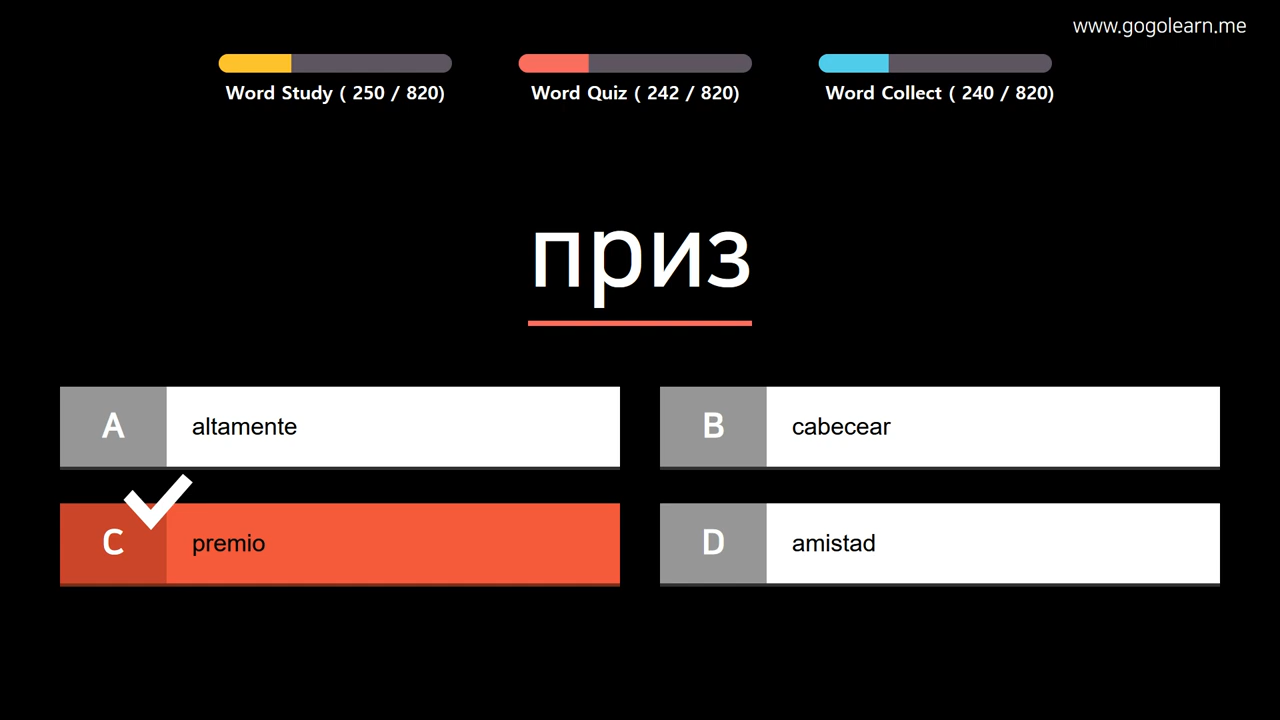 www.gogolearn.me
Word Study ( 250 / 820)
Word Quiz ( 242 / 820)
Word Collect ( 240 / 820)
приз
A altamente
B cabecear
C premio
D amistad